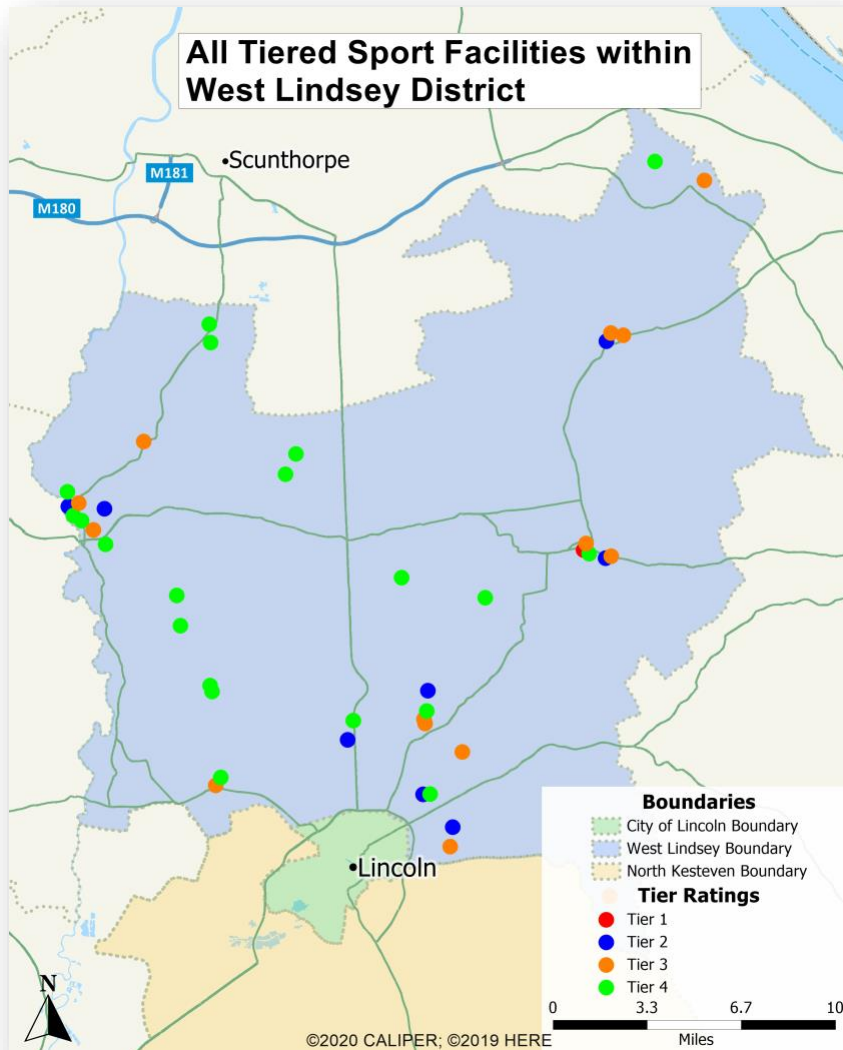 All Tiered Sport Facilities within
West Lindsey District
Scunthorpe
M181
M180
Lincoln
Boundaries
City of Lincoln Boundary
West Lindsey Boundary
North Kesteven Boundary
Tier Ratings
Tier 1
Tier 2
Tier 3
Tier 4
N
0 3.3 6.7 10
Miles
©2020 CALIPER; ©2019 HERE